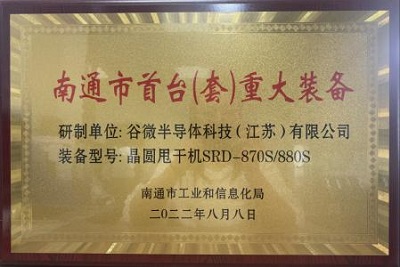 南通市首台(套)重大装备
研制单位:谷微半导体科技(江苏)有限公司
装备型号:晶圆甩干机SRD-870S/880S
南通市工业和信息化局
二〇二二年八月八日